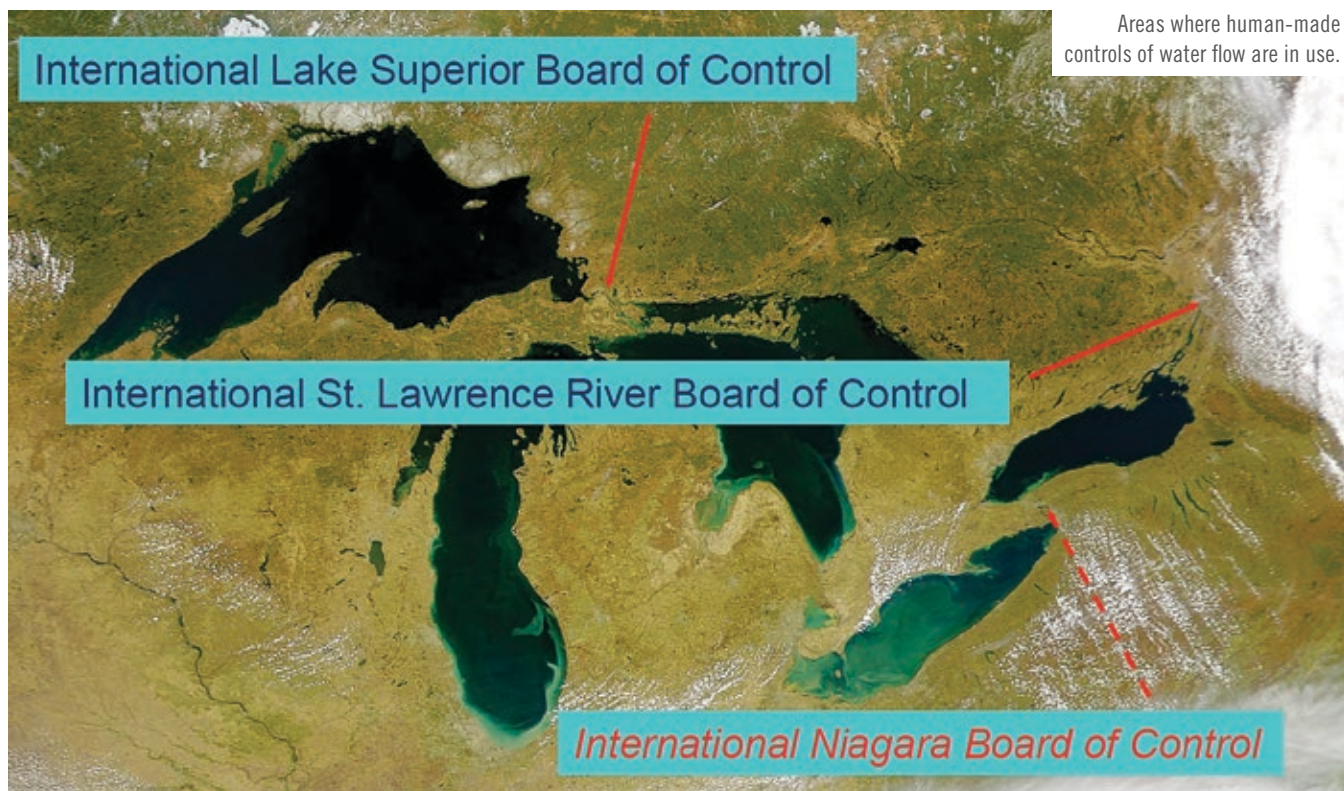 Areas where human-made
controls of water flow are in use.
International Lake Superior Board of Control
International St. Lawrence River Board of Control
International Niagara Board of Control